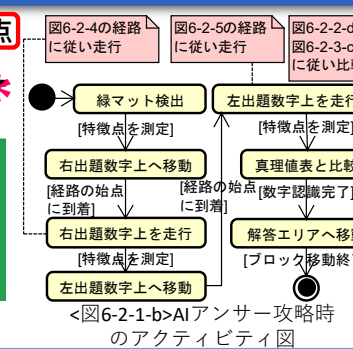 点
図6-2-4の経路
に従い走行
図6-2-5の経路
に従い走行
図6-2-2-d
図6-2-3-
に従い比
緑マット検出
[特徴点を測定]
右出題数字上へ移動
[経路の始点
に到着]
右出題数字上を走行
[特徴点を測定]
左出題数字上へ移動
[経路の始点
に到着]
左出題数字上を走
[特徴点を測定]
真理値表と比
[数字認識完了]
解答エリアへ移
[ブロック移動終
<図6-2-1-b>AIアンサー攻略時
のアクティビティ図